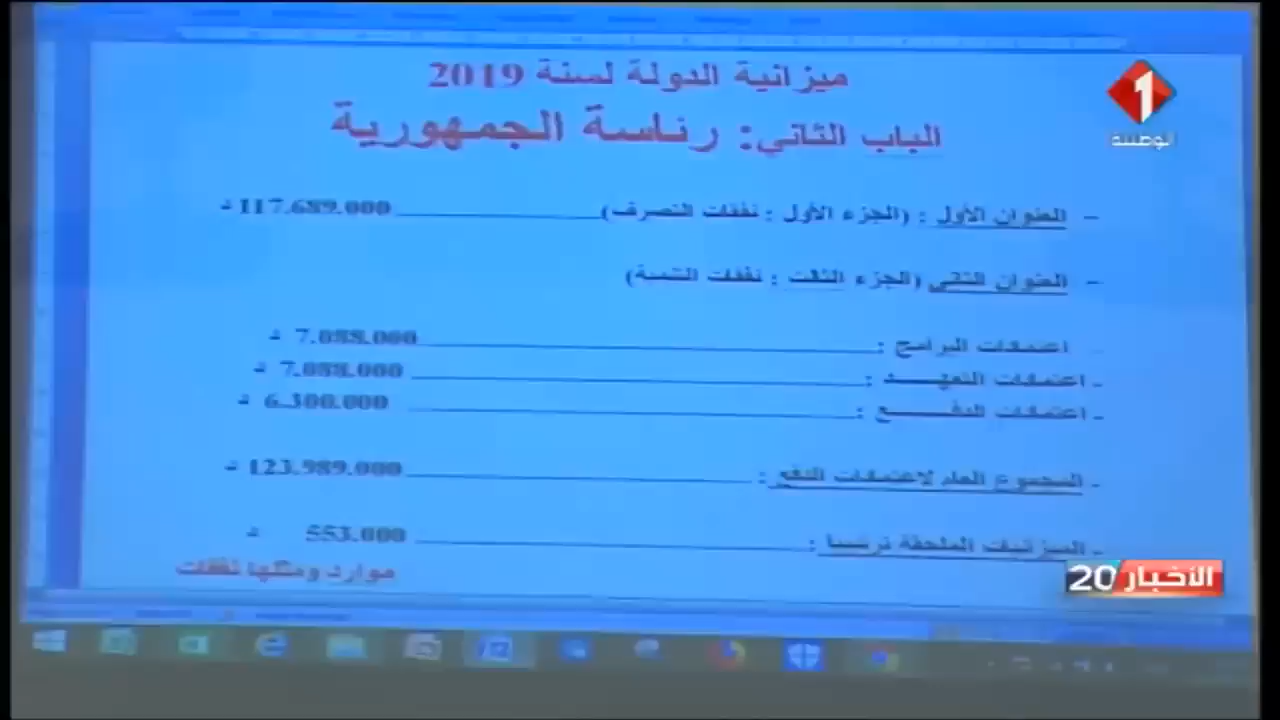 ميزانية الدولة لسنة 2019
الباب الثاني: رئاسة الجمهورية
- العنوان الأول : (الجزء الأول : نفقات التصرف) 117.689.000 د
- العنوان الثاني (الجزء الثالث : نفقات التنمية)
- اعتمادات البرامج : 7.088.000 د
- اعتمادات التعهد : 7.088.000 د
- اعتمادات الدفع : 6.300.000 د
- المجموع العام لاعتمادات الدفع : 123.989.000 د
- الميزانيات الملحقة ترتيبيا : 553.000 د
موارد ومثلها نفقات
1
الوطنية
الأخبار 20